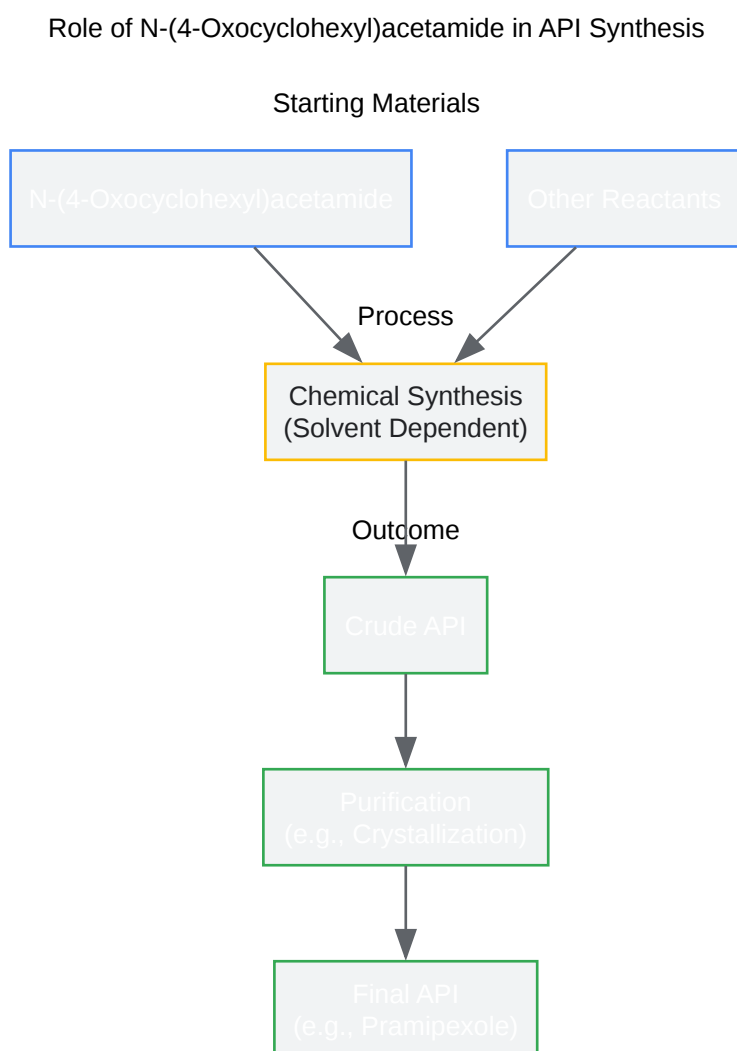 Role of N-(4-Oxocyclohexyl)acetamide in API Synthesis
Starting Materials
N-(4-Oxocyclohexyl)acetamide
Other Reactants
Process
Chemical Synthesis
(Solvent Dependent)
Outcome
Crude API
Purification
(e.g., Crystallization)
Final API
(e.g., Pramipexole)